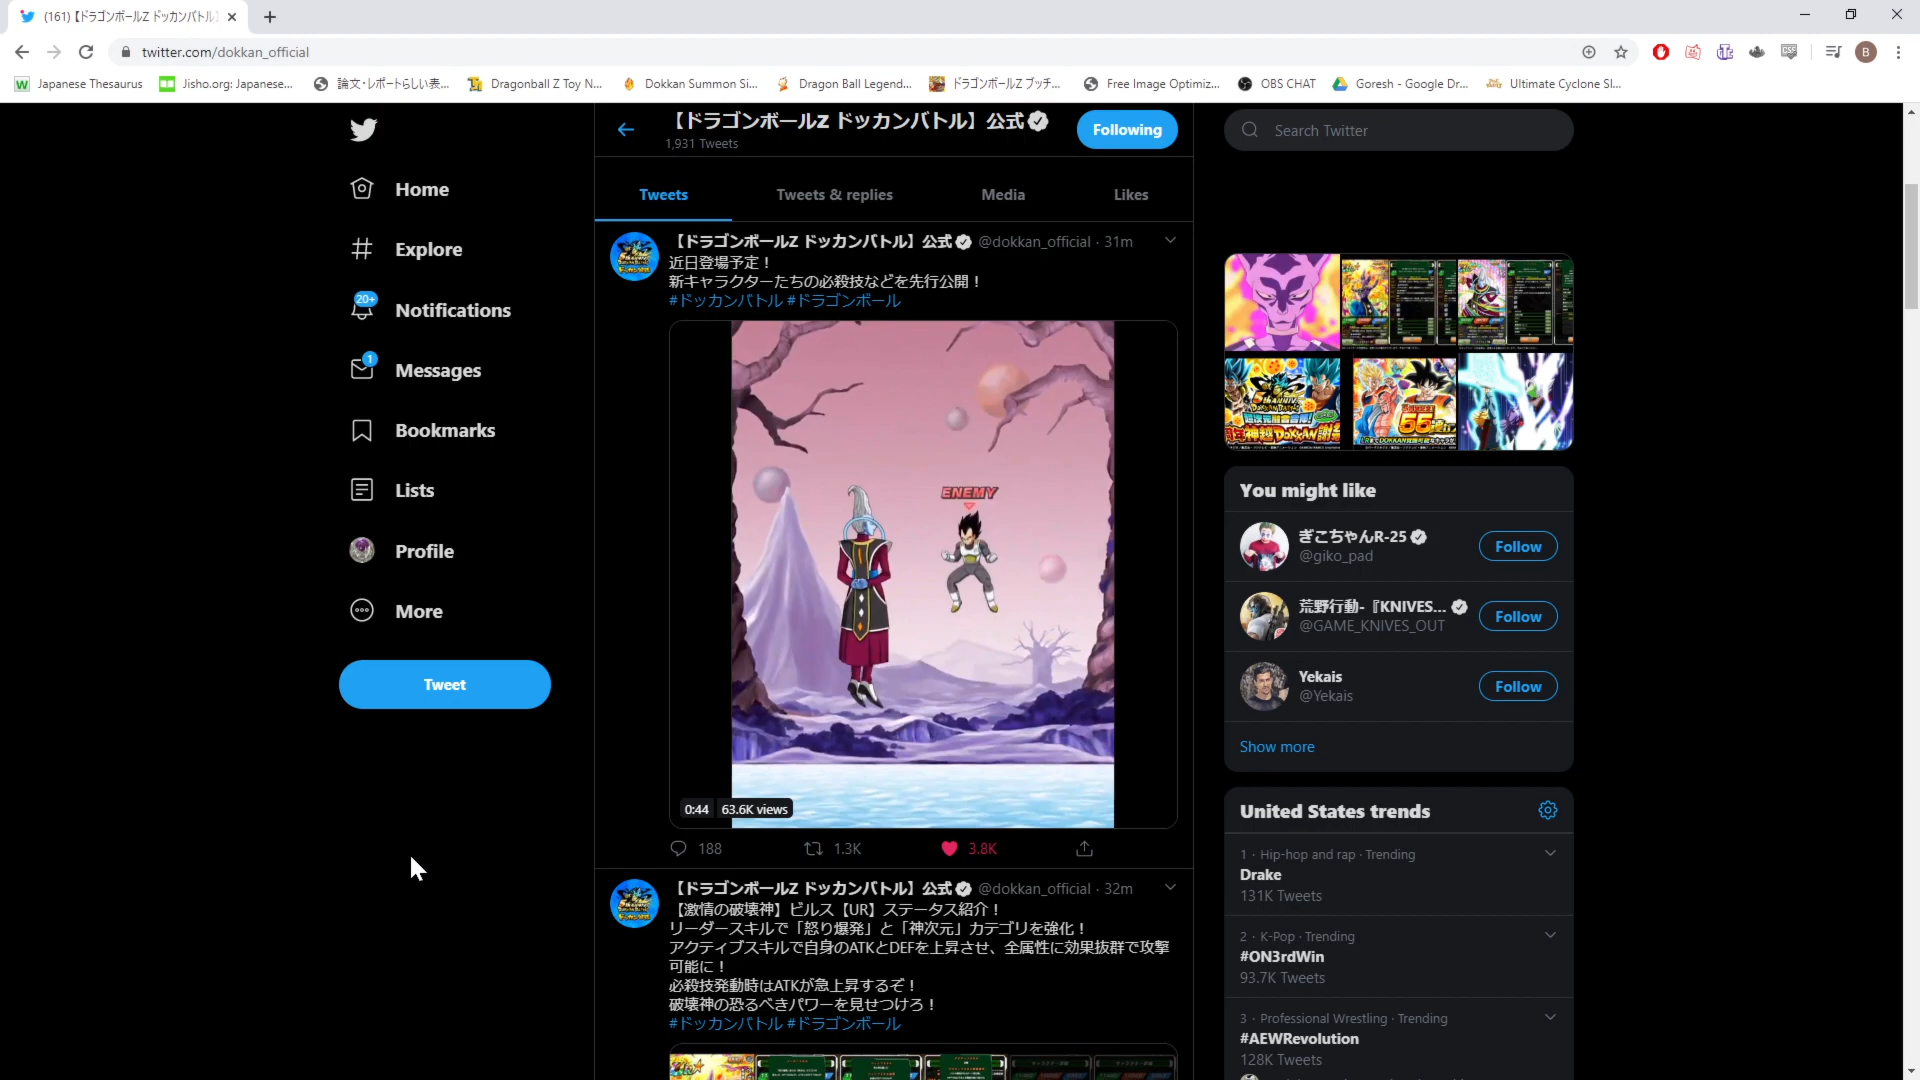 (161)【ドラゴンボールZ ドッカンバトル】
twitter.com/dokkan_official
B
Japanese Thesaurus
Jisho.org: Japanese...
論文・レポートらしい表...
Dragonball Z Toy N...
Dokkan Summon Si...
Dragon Ball Legend...
ドラゴンボールZ ブッチ...
Free Image Optimiz...
OBS CHAT
Goresh - Google Dr...
Ultimate Cyclone Sl...
Home
Explore
20+
Notifications
1
Messages
Bookmarks
Lists
Profile
More
Tweet
【ドラゴンボールZ ドッカンバトル】公式
1,931 Tweets
Following
Tweets
Tweets & replies
Media
Likes
【ドラゴンボールZ ドッカンバトル】公式 @dokkan_official · 31m
近日登場予定！
新キャラクターたちの必殺技などを先行公開！
#ドッカンバトル #ドラゴンボール
ENEMY
0:44
63.6K views
188
1.3K
3.8K
【ドラゴンボールZ ドッカンバトル】公式 @dokkan_official · 32m
【激情の破壊神】ビルス【UR】ステータス紹介！
リーダースキルで「怒り爆発」と「神次元」カテゴリを強化！
アクティブスキルで自身のATKとDEFを上昇させ、全属性に効果抜群で攻撃
可能に！
必殺技発動時はATKが急上昇するぞ！
破壊神の恐るべきパワーを見せつけろ！
#ドッカンバトル #ドラゴンボール
Search Twitter
55
You might like
ぎこちゃんR-25
@giko_pad
Follow
荒野行動-『KNIVES...
@GAME_KNIVES_OUT
Follow
Yekais
@Yekais
Follow
Show more
United States trends
1 · Hip-hop and rap · Trending
Drake
131K Tweets
2 · K-Pop · Trending
#ON3rdWin
93.7K Tweets
3 · Professional Wrestling · Trending
#AEWRevolution
128K Tweets